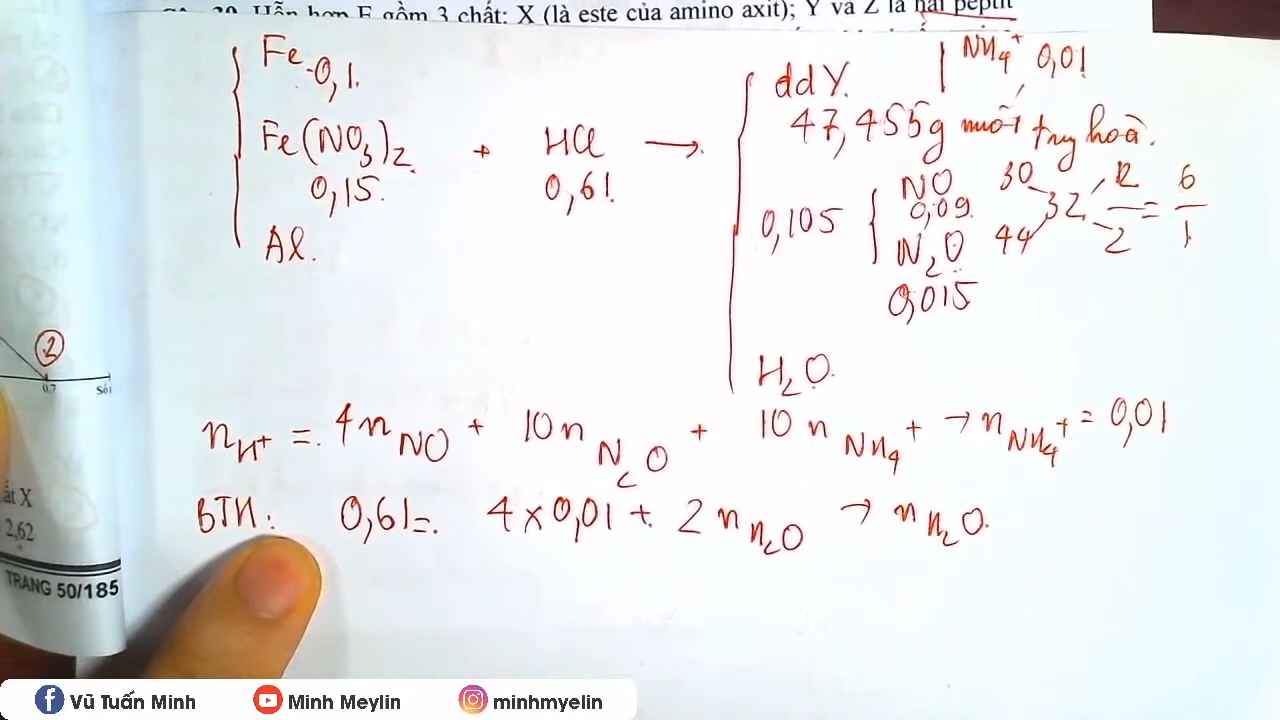 Hỗn hợp E gồm 3 chất: X (là este của amino axit); Y và Z là hai peptit
Fe 0,1.
Fe(NO3)2 + HCl →
0,15. 0,61
Al.
ddY. NH4+ 0,01
47,455g muối trung hoà.
0,105
NO 30 12 6
0,09 32 — = —
N2O 44 2 1
0,015
H2O.
nH+ = 4nNO + 10nN2O + 10nNH4+ → nNH4+ = 0,01
BTH: 0,61 = 4×0,01 + 2nH2O → nH2O.
2
0.7 Số
ất X
2,62
TRANG 50/185
Vũ Tuấn Minh Minh Meylin minhmyelin